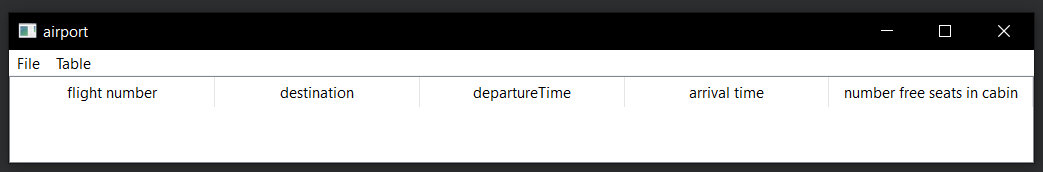 airport
File Table
flight number destination departureTime arrival time number free seats in cabin